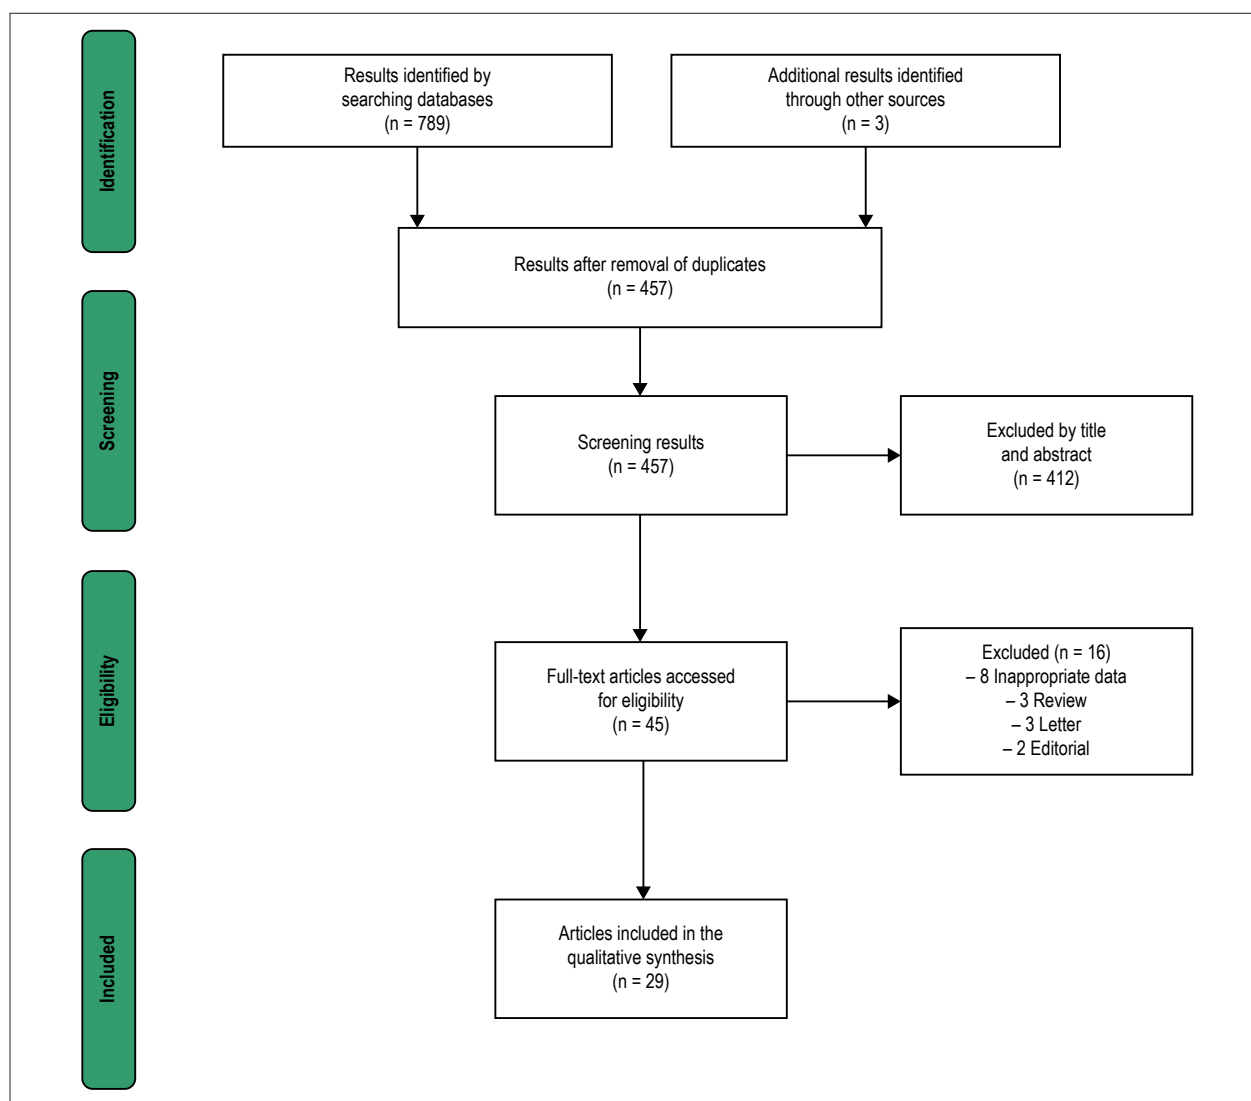 Identification
Results identified by
searching databases
(n = 789)
Additional results identified
through other sources
(n = 3)
Results after removal of duplicates
(n = 457)
Screening
Screening results
(n = 457)
Excluded by title
and abstract
(n = 412)
Eligibility
Full-text articles accessed
for eligibility
(n = 45)
Excluded (n = 16)
– 8 Inappropriate data
– 3 Review
– 3 Letter
– 2 Editorial
Included
Articles included in the
qualitative synthesis
(n = 29)